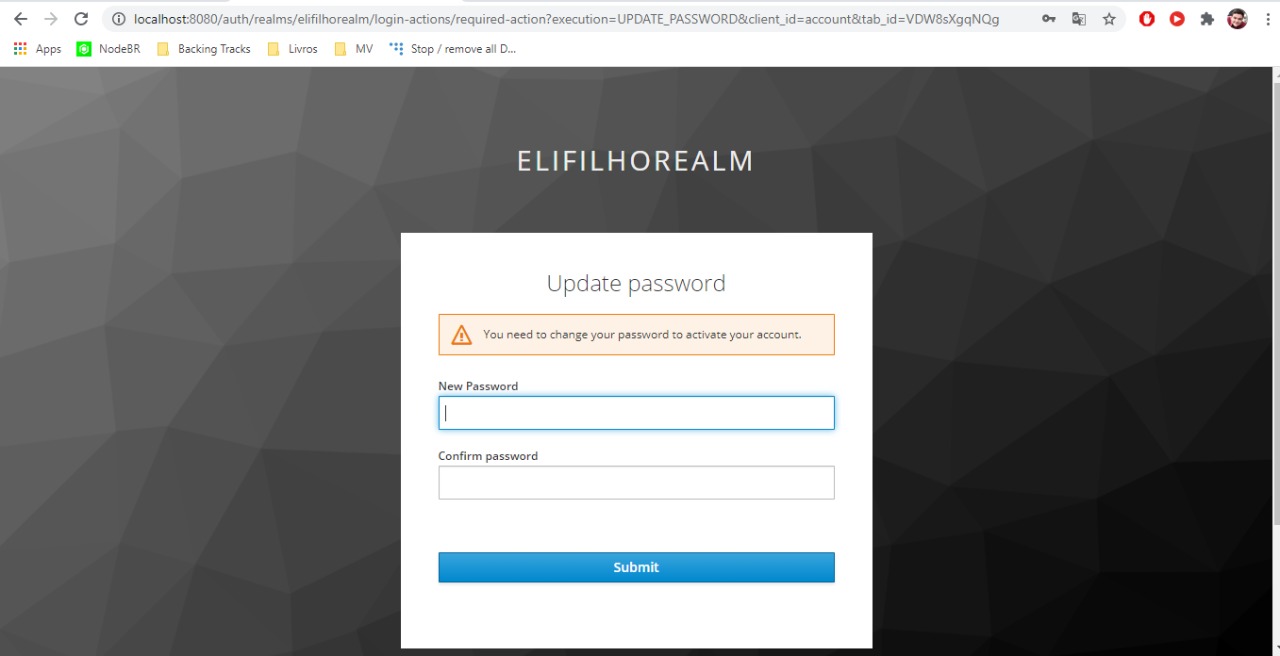 localhost:8080/auth/realms/elifilhorealm/login-actions/required-action?execution=UPDATE_PASSWORD&client_id=account&tab_id=VDW8sXgqNQg
Apps NodeBR Backing Tracks Livros MV Stop / remove all D...
ELIFILHOREALM
Update password
You need to change your password to activate your account.
New Password
Confirm password
Submit